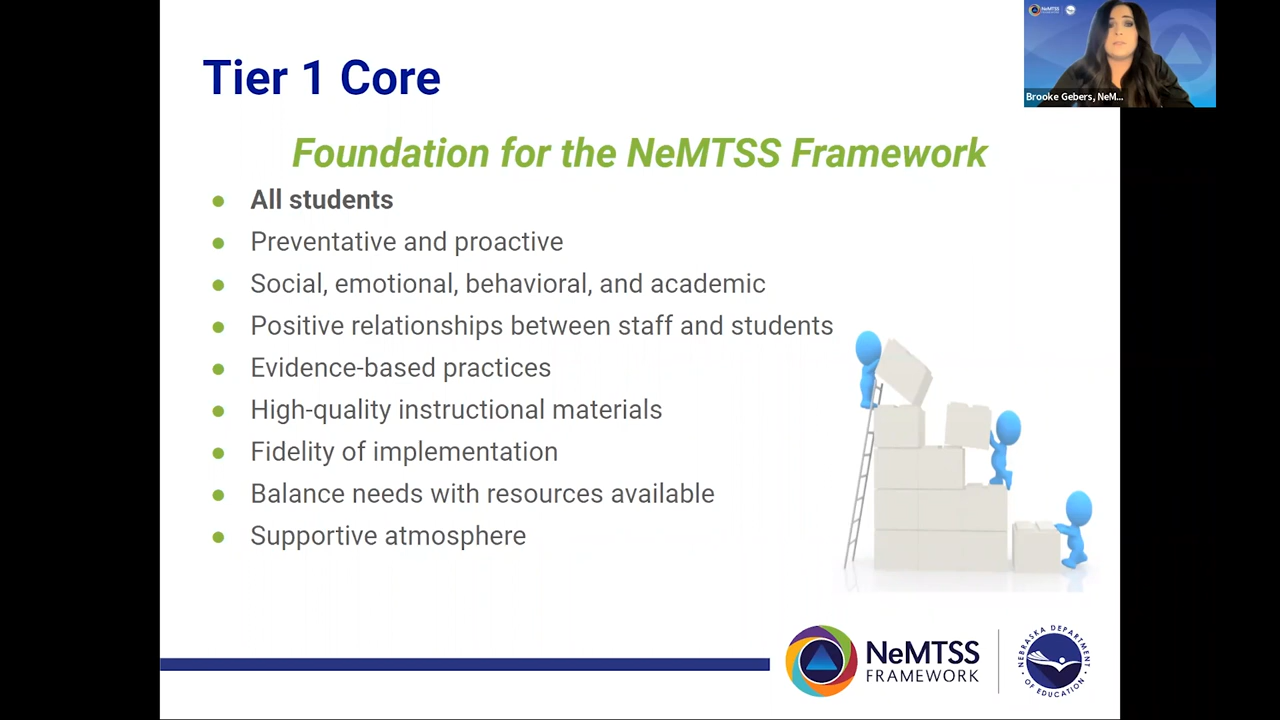 Tier 1 Core
NeMTSS
Brooke Gebers, NeM...
Foundation for the NeMTSS Framework
All students
Preventative and proactive
Social, emotional, behavioral, and academic
Positive relationships between staff and students
Evidence-based practices
High-quality instructional materials
Fidelity of implementation
Balance needs with resources available
Supportive atmosphere
NeMTSS
FRAMEWORK
NEBRASKA DEPARTMENT
OF EDUCATION